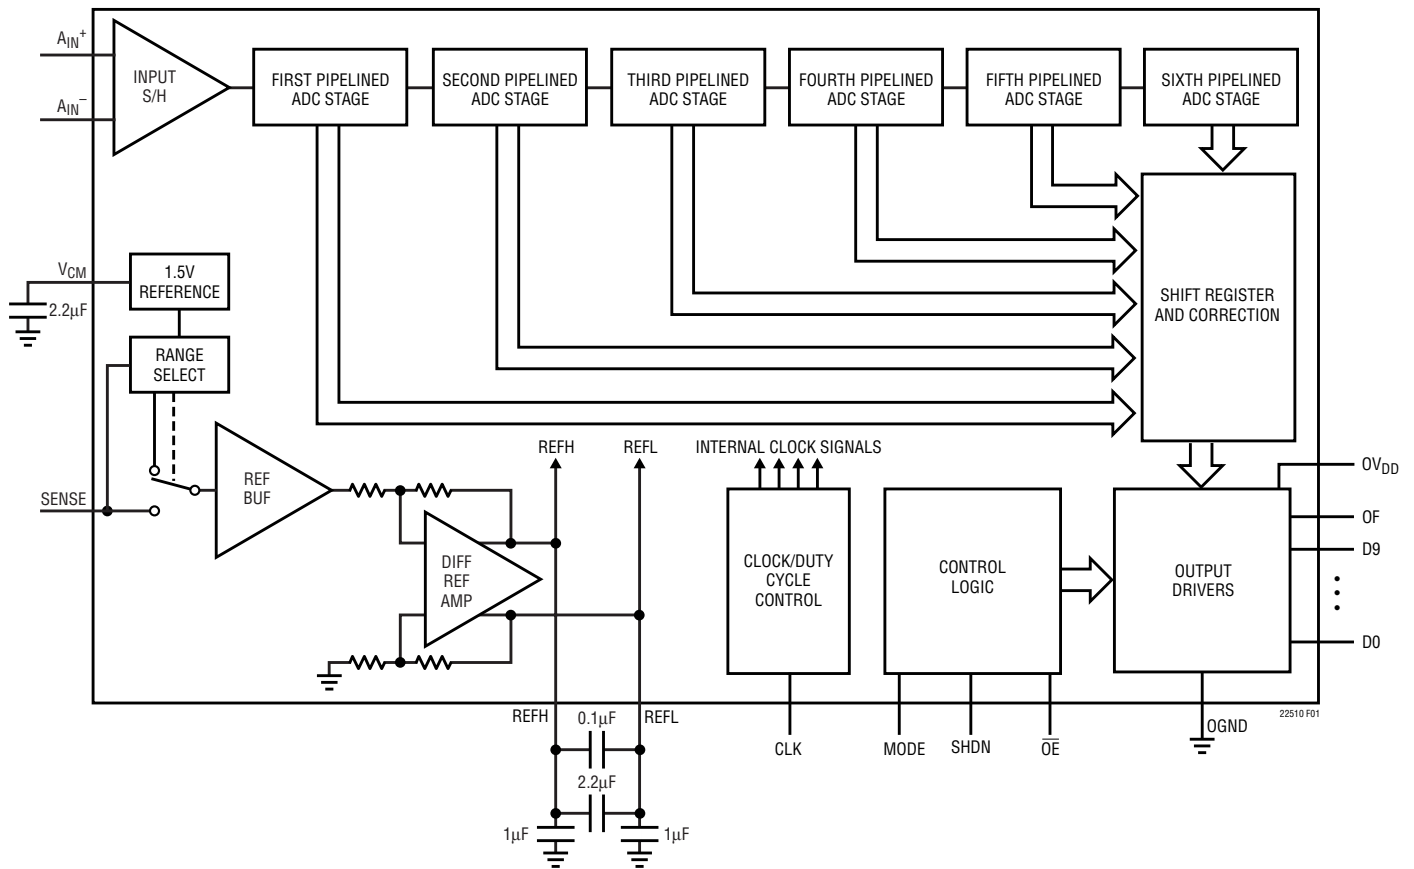 AIN+
AIN−
INPUT
S/H
FIRST PIPELINED
ADC STAGE
SECOND PIPELINED
ADC STAGE
THIRD PIPELINED
ADC STAGE
FOURTH PIPELINED
ADC STAGE
FIFTH PIPELINED
ADC STAGE
SIXTH PIPELINED
ADC STAGE
VCM
2.2µF
1.5V
REFERENCE
RANGE
SELECT
SHIFT REGISTER
AND CORRECTION
SENSE
REF
BUF
DIFF
REF
AMP
REFH
REFL
INTERNAL CLOCK SIGNALS
CLOCK/DUTY
CYCLE
CONTROL
CONTROL
LOGIC
OUTPUT
DRIVERS
OVDD
OF
D9
D0
REFH
0.1µF
REFL
2.2µF
1µF
1µF
CLK
MODE
SHDN
OE
OGND
22510 F01